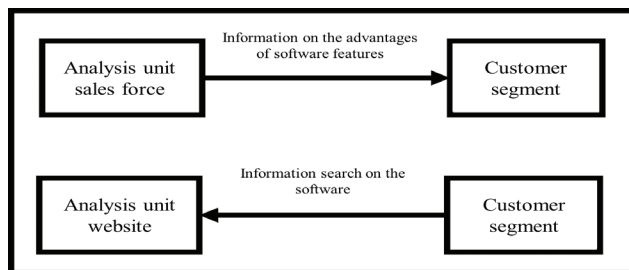 Information on the advantages
of software features
Analysis unit
sales force
Customer
segment
Information search on the
software
Analysis unit
website
Customer
segment